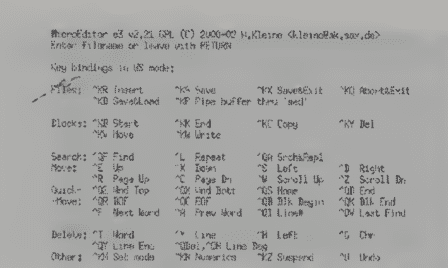 MicroEditor e3 v2.21 GPL (C) 2000-02 A.Kleine <kleine@ak.sax.de>
Enter filename or leave with RETURN
Key bindings in WS mode:
Files: ^KR Insert ^KS Save ^KX Save&Exit ^KQ Abort&Exit
^KD Save&Load ^KP Pipe buffer thru 'sed'
Blocks: ^KB Start ^KK End ^KC Copy ^KY Del
^KV Move ^KW Write
Search: ^QF Find ^L Repeat ^QA Srch&Repl
Move: ^E Up ^X Down ^S Left ^D Right
^R Page Up ^C Page Dn ^W Scroll Up ^Z Scroll Dn
Quick- ^QE Wnd Top ^QX Wnd Bott ^QS Home ^QD End
-Move: ^QR BOF ^QC EOF ^QB Blk Begin ^QK Blk End
^F Next Word ^A Prev Word ^QI Line# ^QV Last Find
Delete: ^T Word ^Y Line ^H Left ^G Chr
^QY Line End ^QDel,^QH Line Beg
Other: ^KM Set mode ^KN Numerics ^KZ Suspend ^U Undo